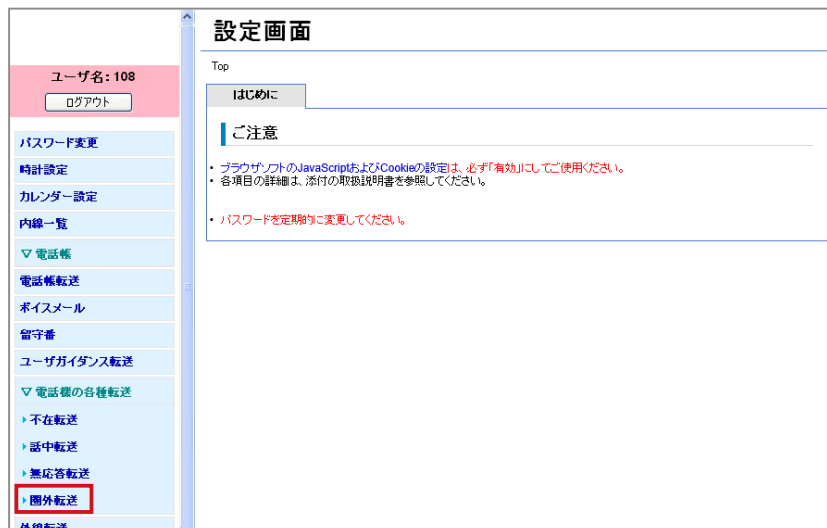 ユーザ名：108
ログアウト
パスワード変更
時計設定
カレンダー設定
内線一覧
▽ 電話帳
電話帳転送
ボイスメール
留守番
ユーザガイダンス転送
▽ 電話機の各種転送
不在転送
話中転送
無応答転送
圏外転送
外線転送
設定画面
Top
はじめに
ご注意
・ ブラウザソフトのJavaScriptおよびCookieの設定は、必ず「有効」にしてご使用ください。
・ 各項目の詳細は、添付の取扱説明書を参照してください。
・ パスワードを定期的に変更してください。